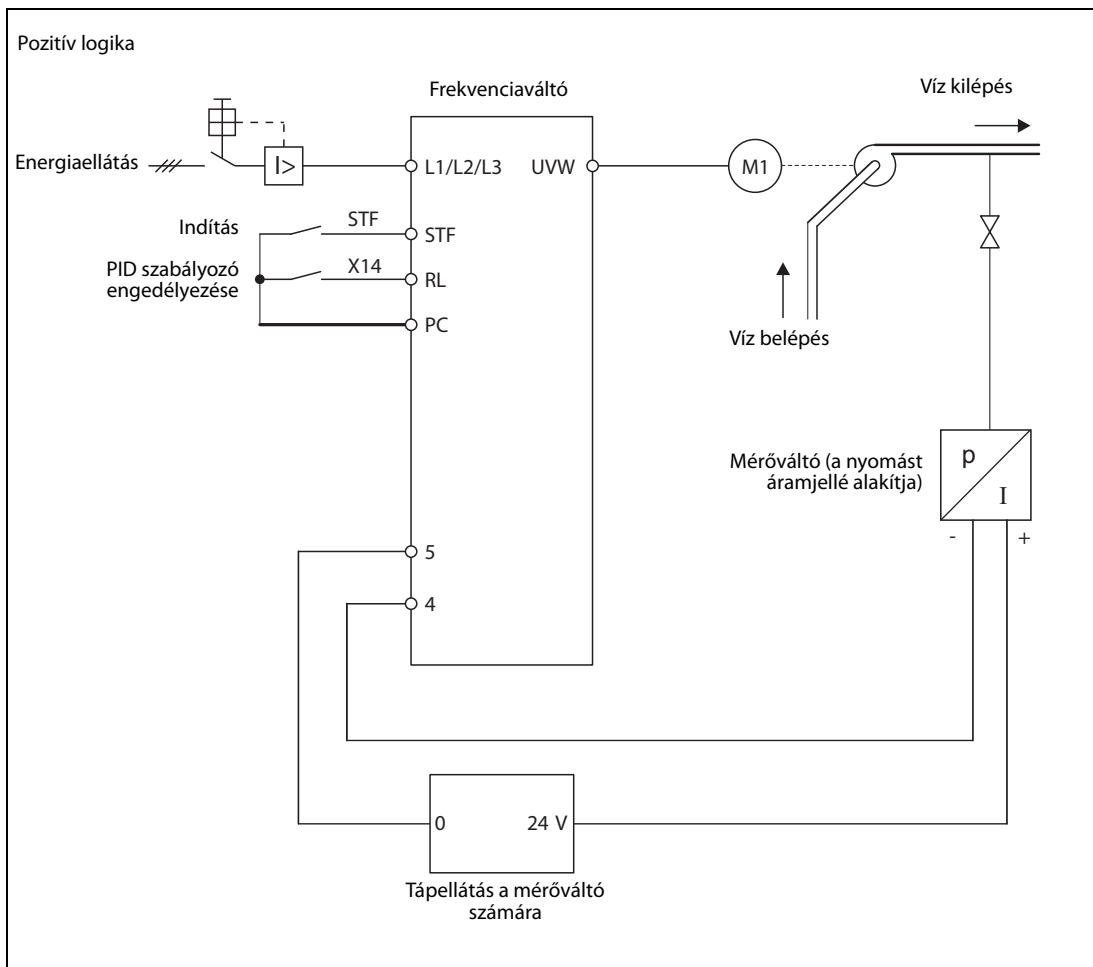 Pozitív logika
Frekvenciaváltó
Víz kilépés
Energiaellátás
I>
L1/L2/L3
UVW
M1
Indítás
STF
STF
PID szabályozó
engedélyezése
X14
RL
PC
Víz belépés
Mérőváltó (a nyomást
áramjellé alakítja)
p
I
-
+
5
4
0
24 V
Tápellátás a mérőváltó
számára